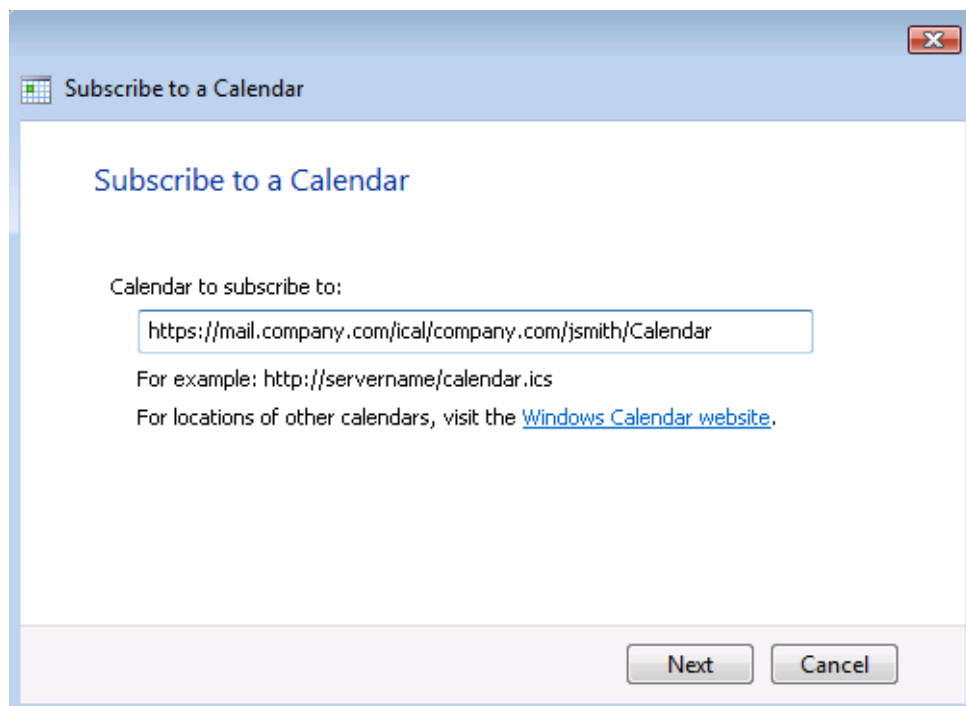 Subscribe to a Calendar
Subscribe to a Calendar
Calendar to subscribe to:
https://mail.company.com/ical/company.com/jsmith/Calendar
For example: http://servername/calendar.ics
For locations of other calendars, visit the Windows Calendar website.
Next Cancel